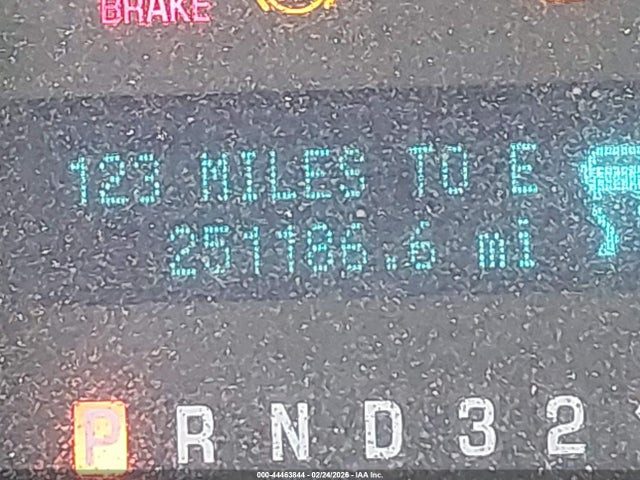 BRAKE
123 MILES TO E
251186.6 mi
P R N D 3 2
000-44463844 - 02/24/2026 - IAA Inc.